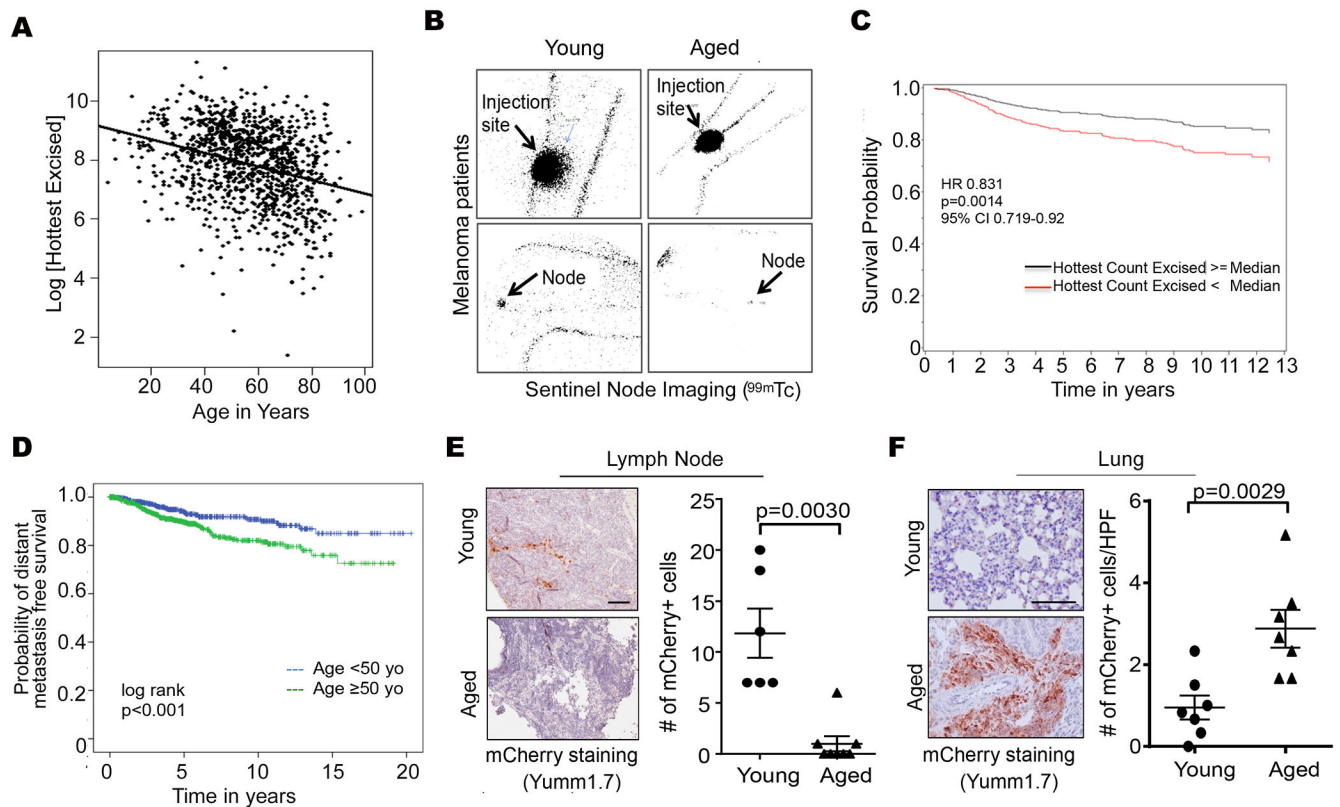 A
Log [Hottest Excised]
10
8
6
4
2
20 40 60 80 100
Age in Years
B
Young Aged
Melanoma patients
Injection
site
Injection
site
Node
Node
Sentinel Node Imaging (99mTc)
C
Survival Probability
1.0
0.8
0.6
0.4
0.2
0
HR 0.831
p=0.0014
95% CI 0.719-0.92
Hottest Count Excised >= Median
Hottest Count Excised < Median
0 1 2 3 4 5 6 7 8 9 10 11 12 13
Time in years
D
Probability of distant
metastasis free survival
1.0
0.8
0.6
0.4
0.2
0
Age <50 yo
Age ≥50 yo
log rank
p<0.001
0 5 10 15 20
Time in years
E
Lymph Node
Young
Aged
mCherry staining
(Yumm1.7)
# of mCherry+ cells
25
20
15
10
5
0
p=0.0030
Young Aged
F
Lung
Young
Aged
mCherry staining
(Yumm1.7)
# of mCherry+ cells/HPF
6
4
2
0
p=0.0029
Young Aged